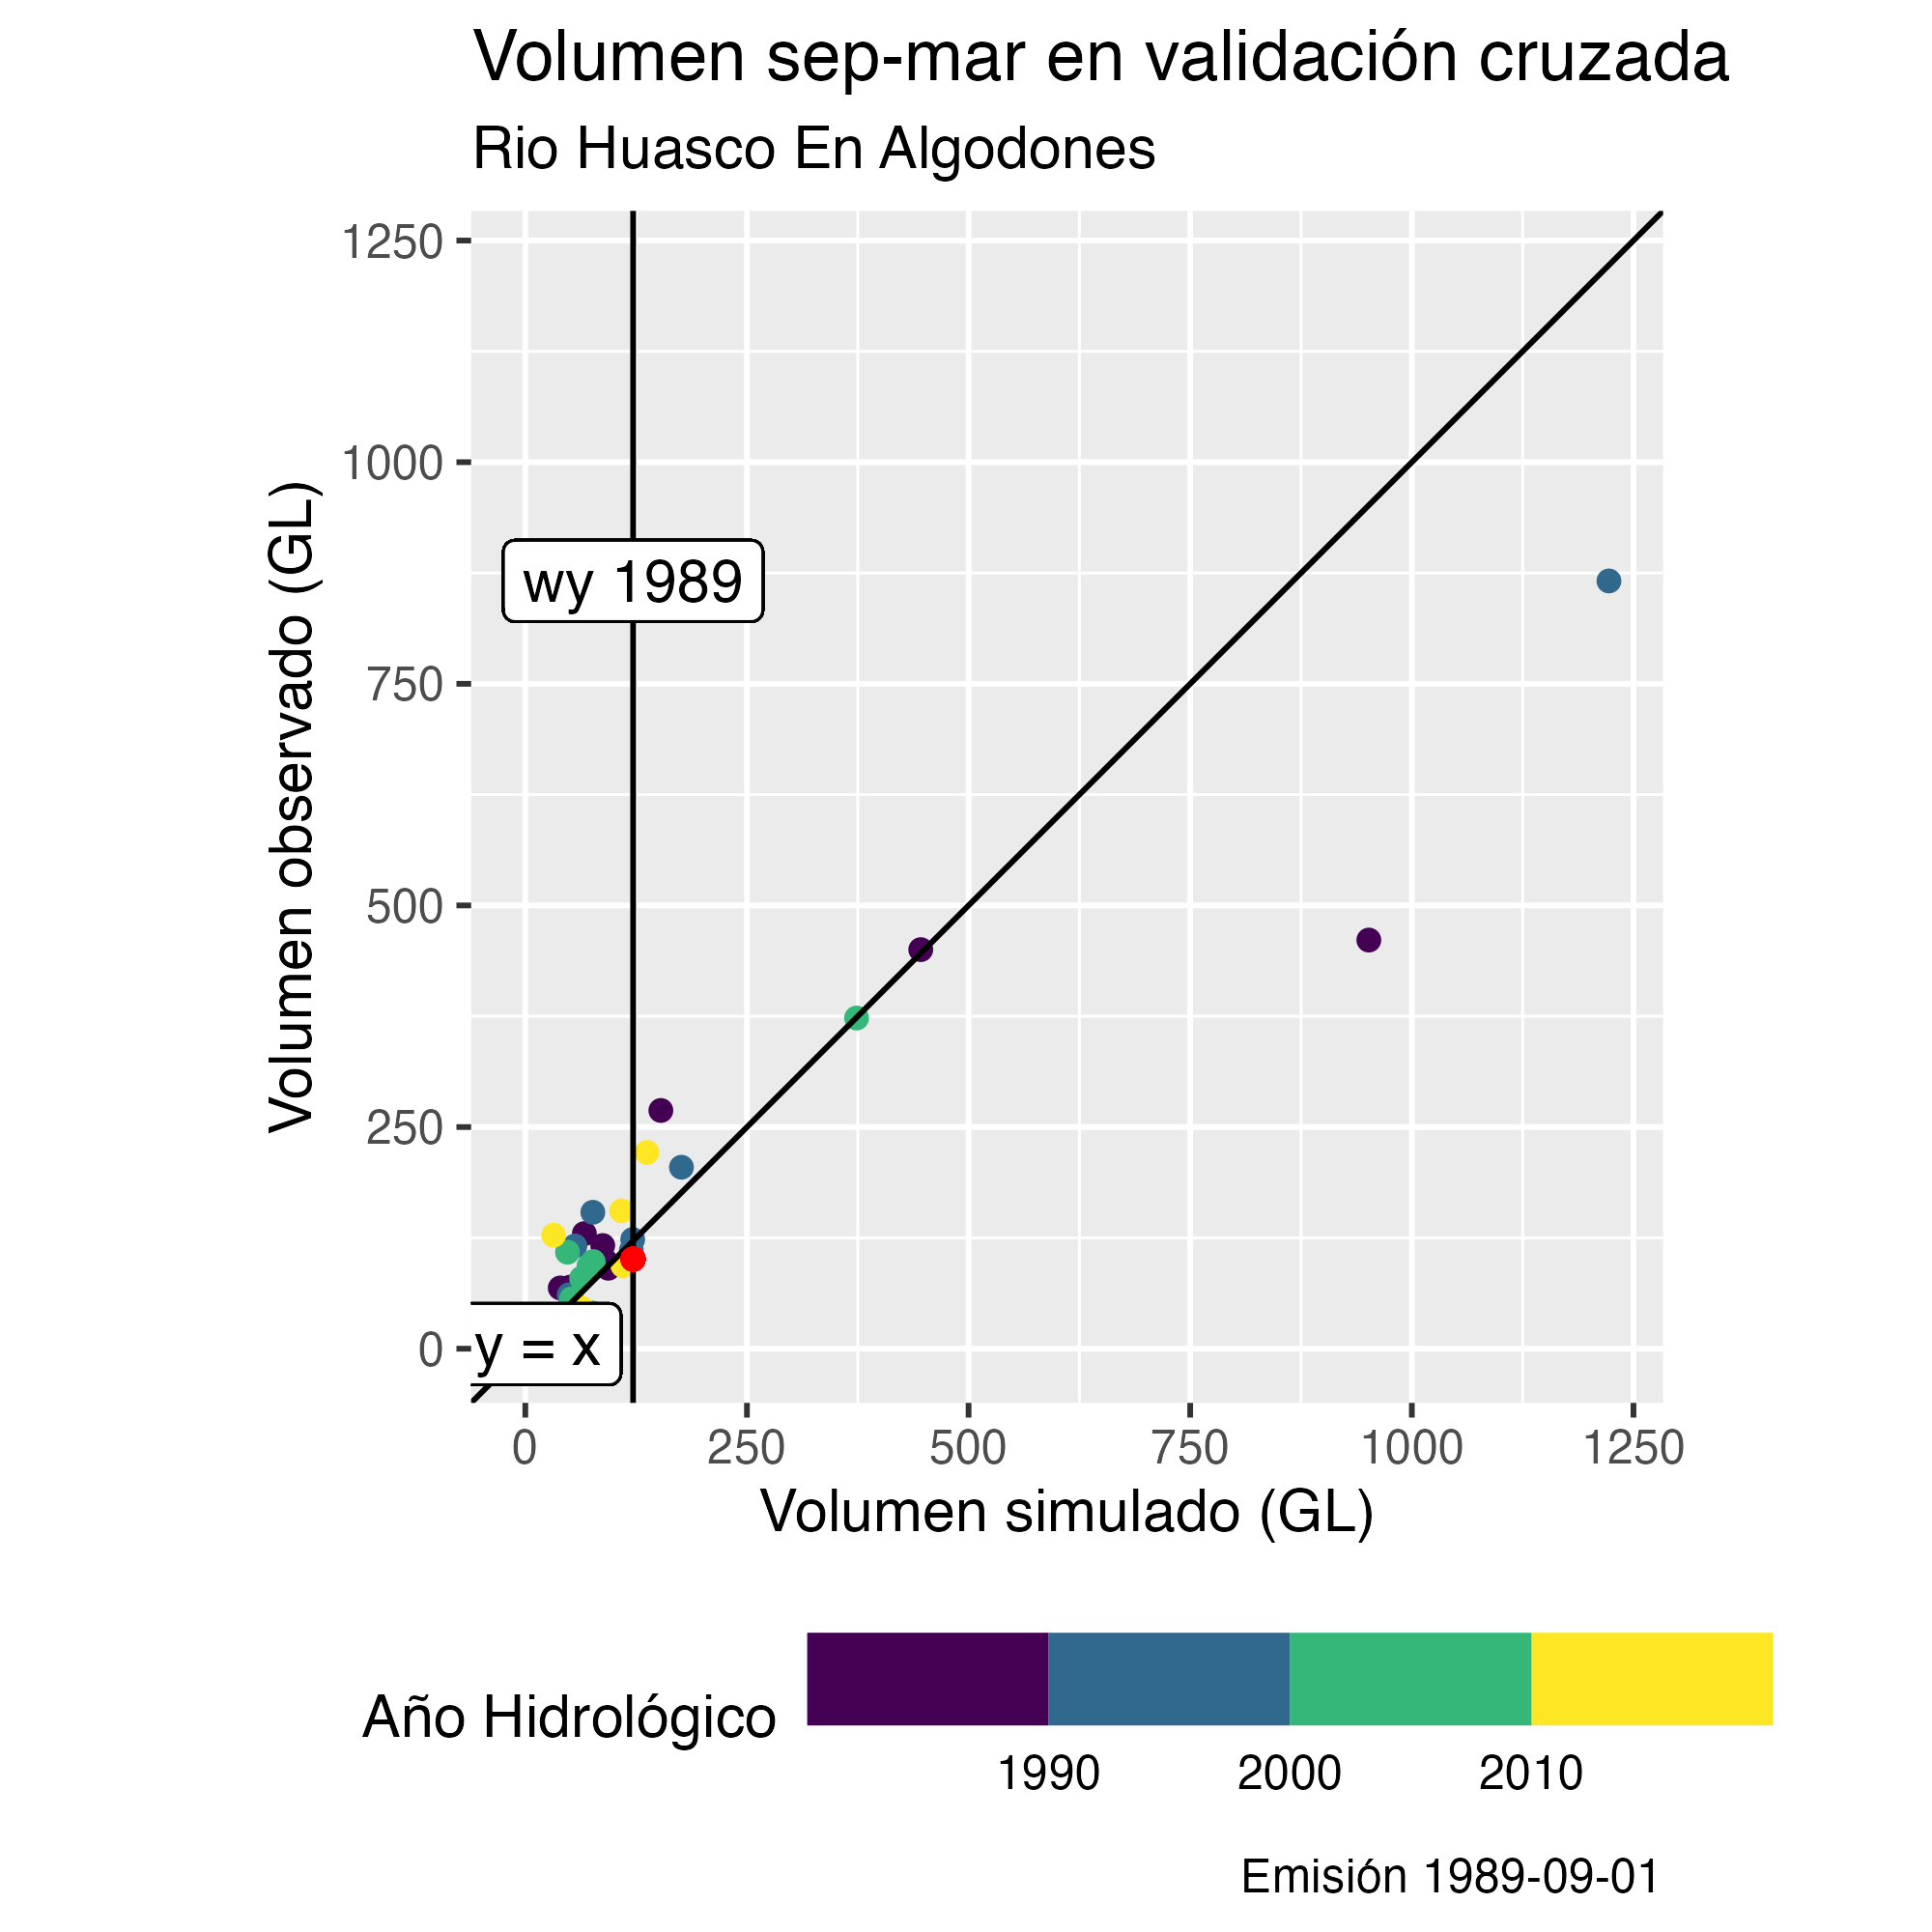 Volumen sep-mar en validación cruzada
Rio Huasco En Algodones
Volumen observado (GL)
1250
1000
750
500
250
0
wy 1989
y = x
0 250 500 750 1000 1250
Volumen simulado (GL)
Año Hidrológico
1990 2000 2010
Emisión 1989-09-01